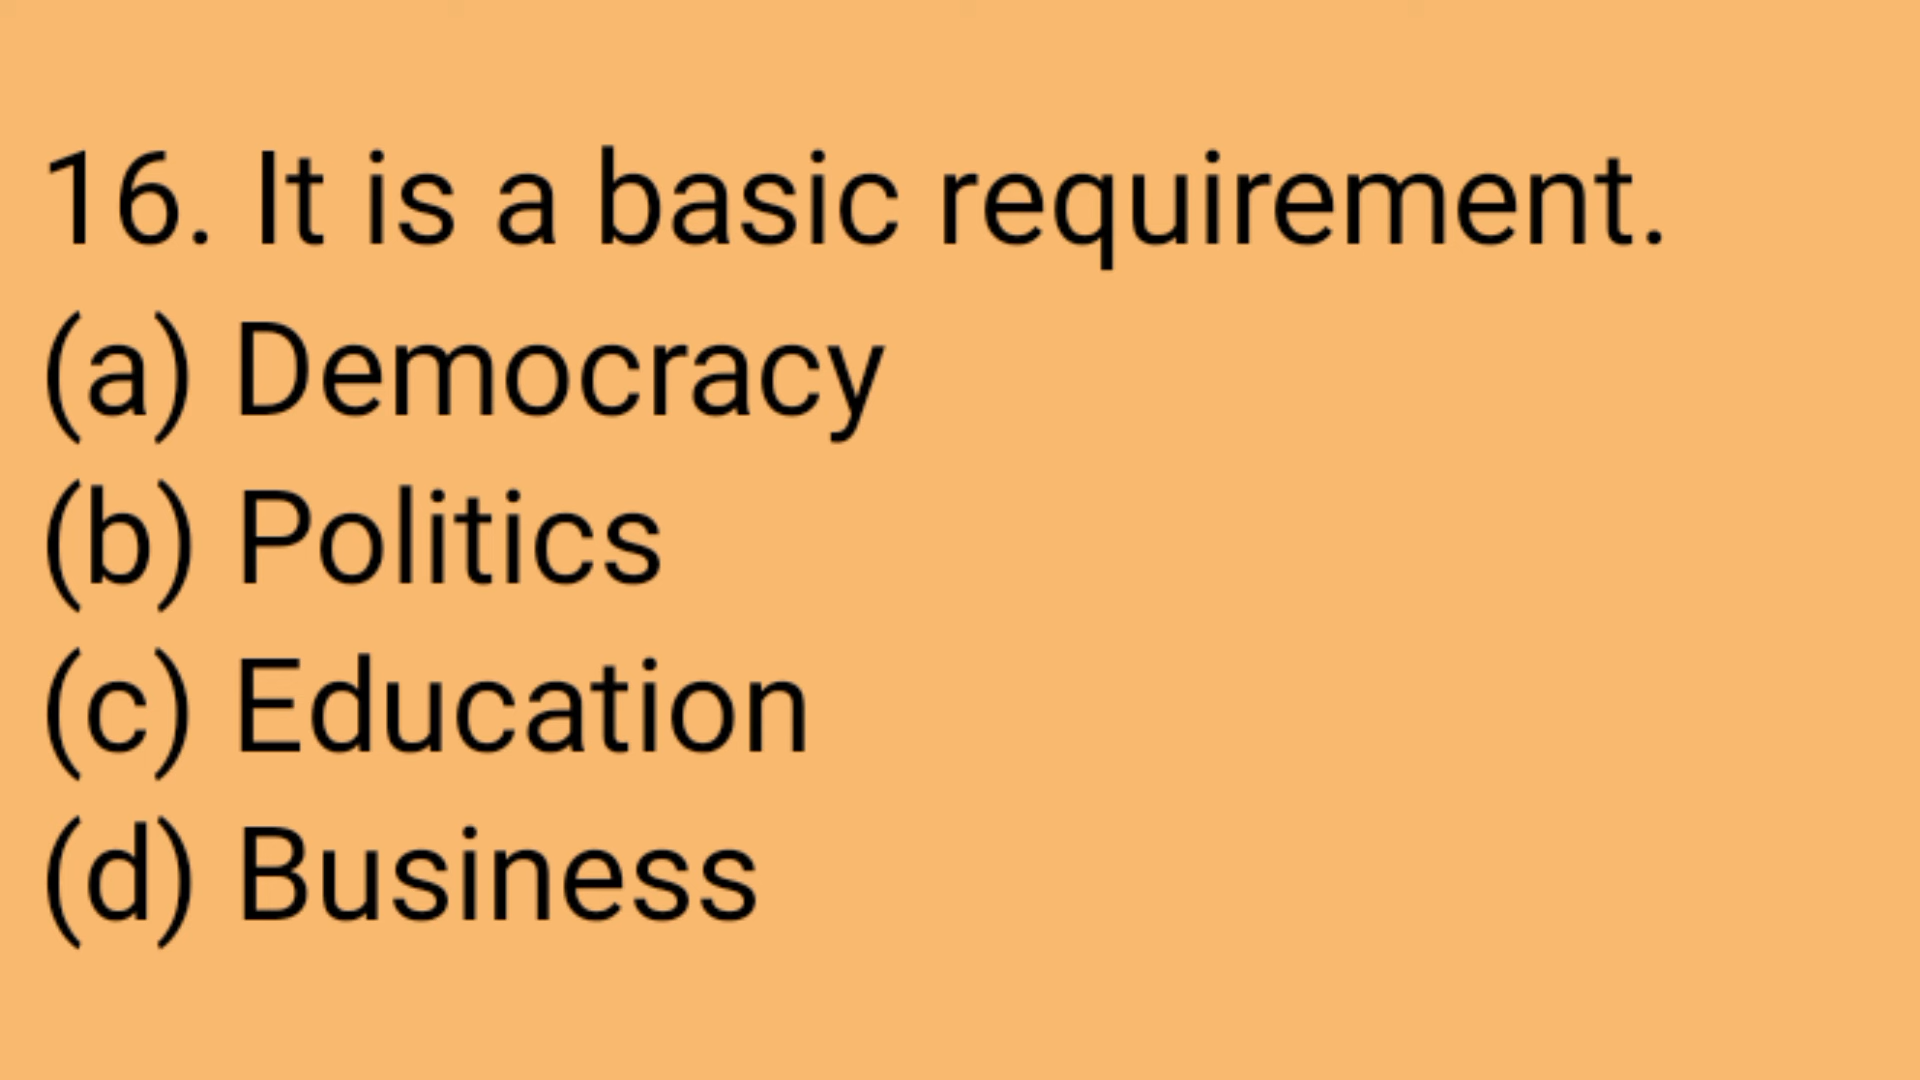 16. It is a basic requirement.
(a) Democracy
(b) Politics
(c) Education
(d) Business